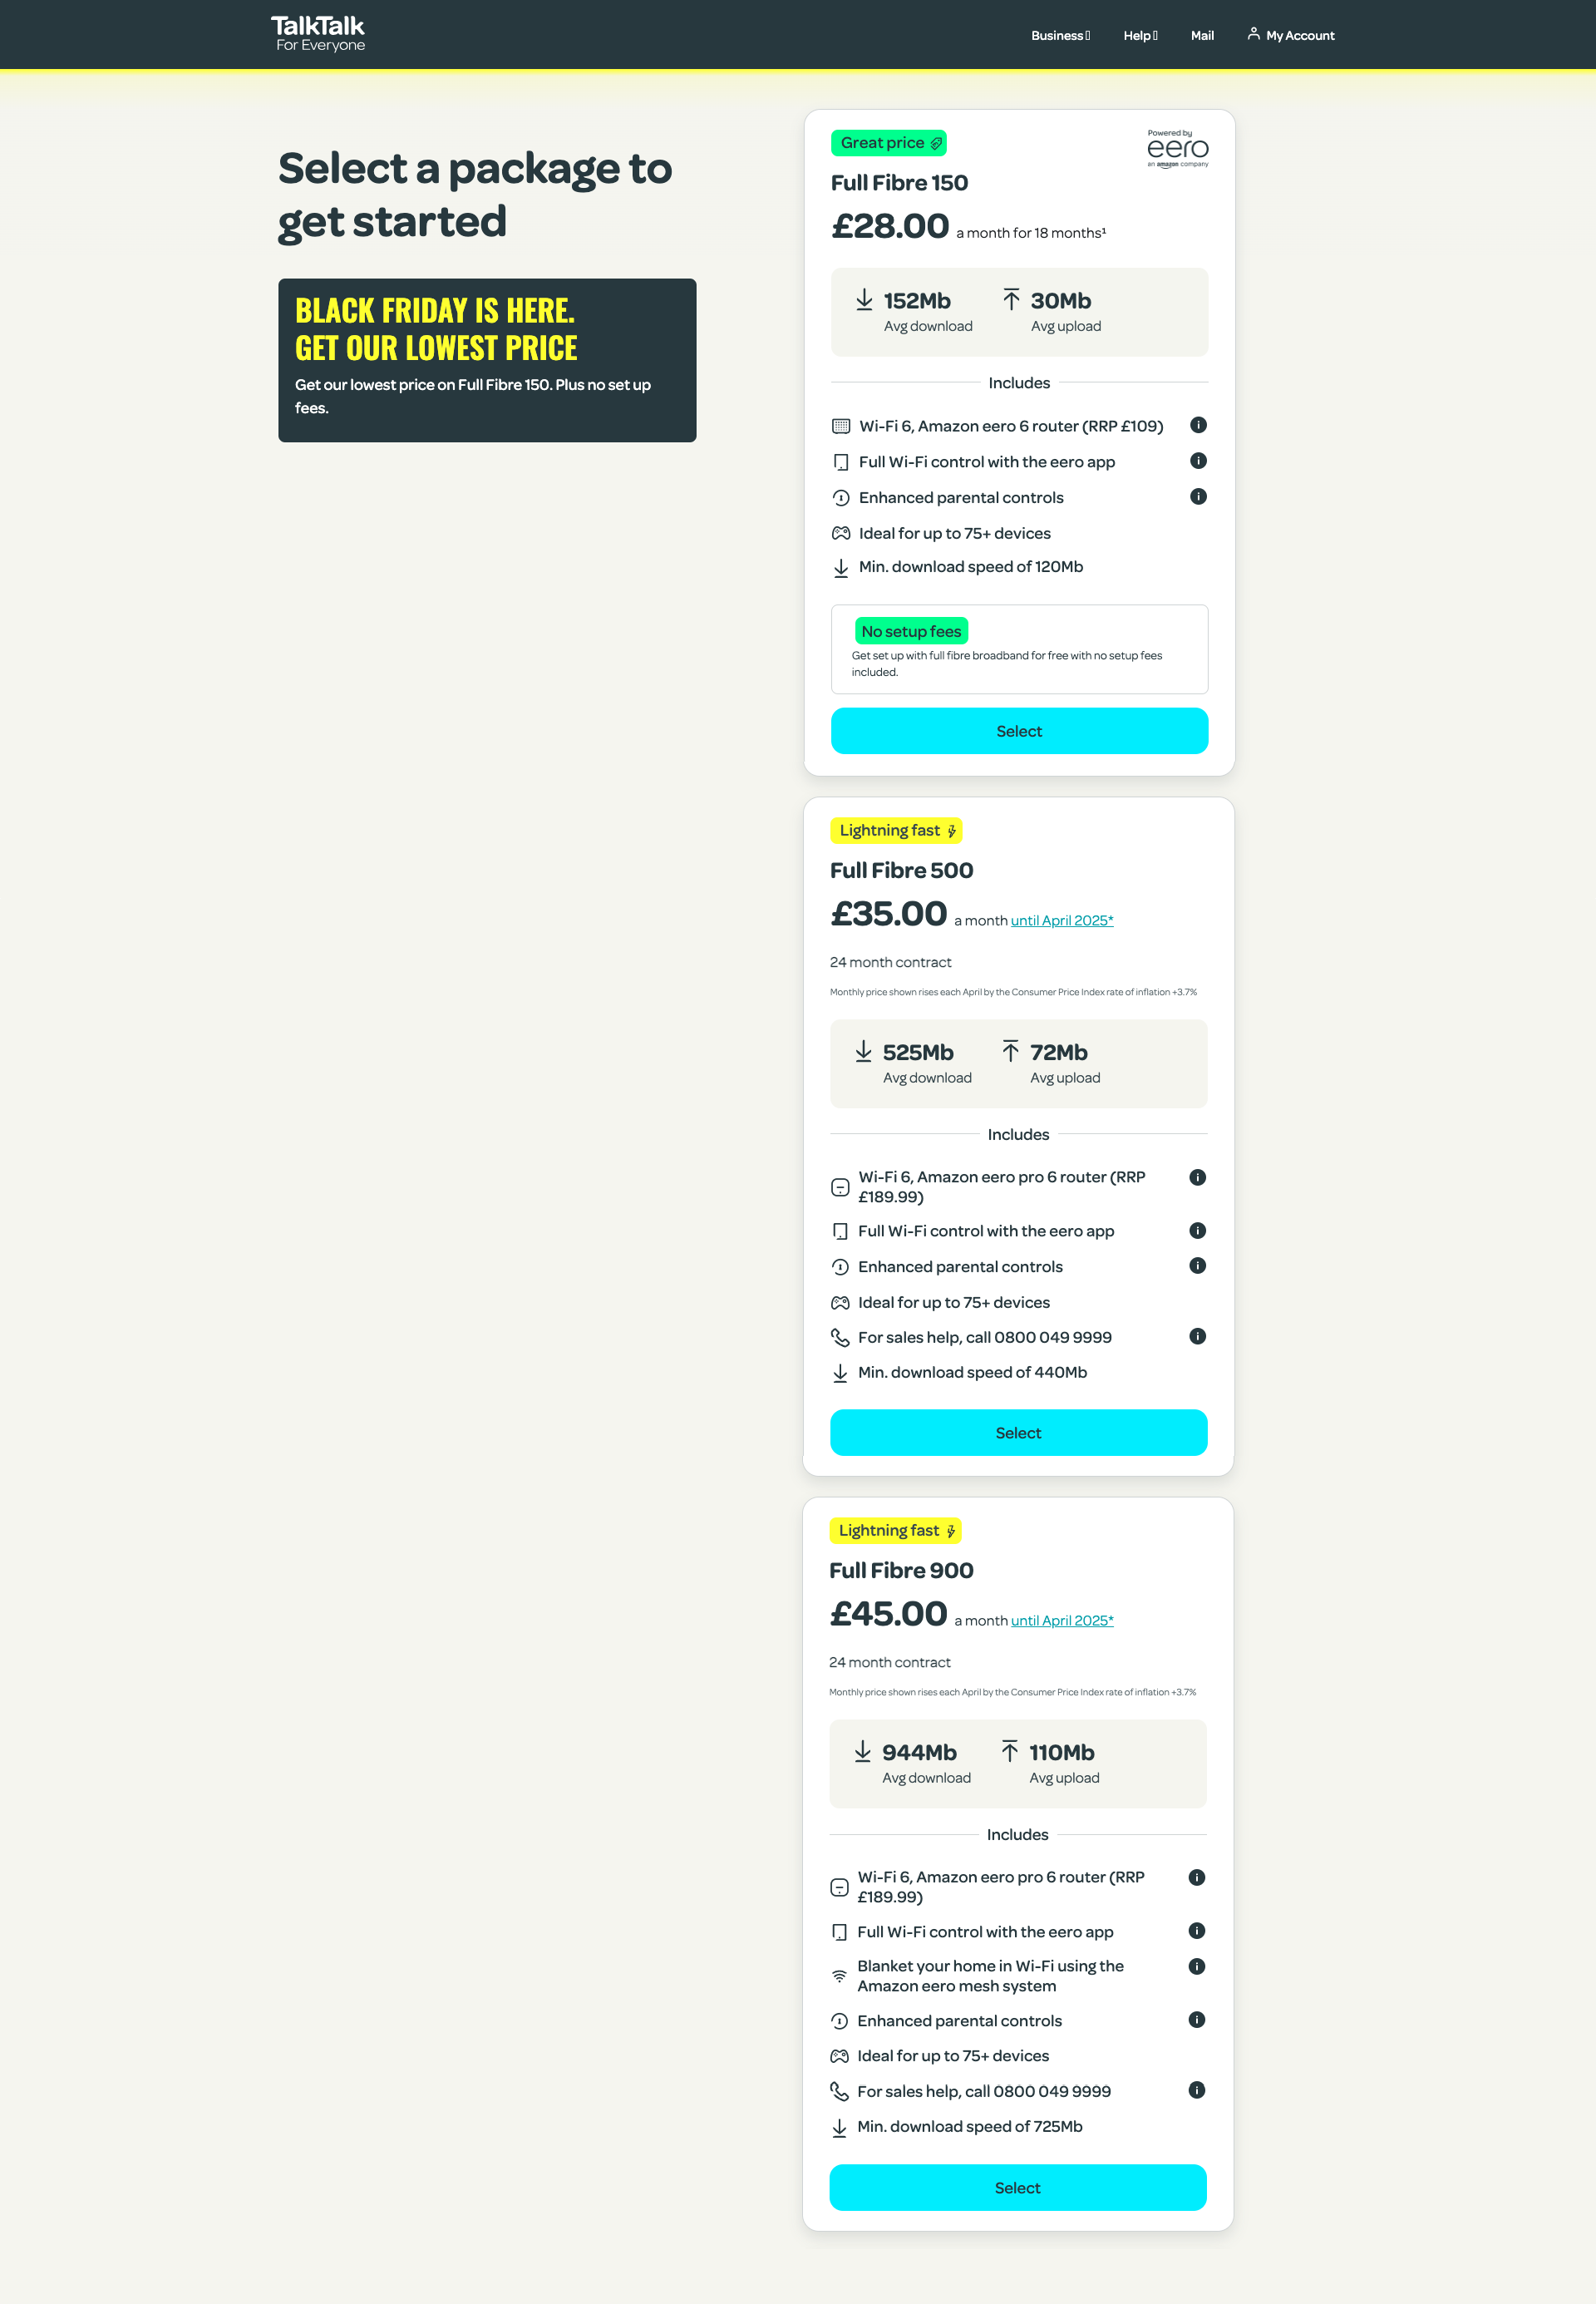 TalkTalk
For Everyone
Business
Help
Mail
My Account
Select a package to
get started
BLACK FRIDAY IS HERE.
GET OUR LOWEST PRICE
Get our lowest price on Full Fibre 150. Plus no set up
fees.
Great price
Powered by
eero
an amazon company
Full Fibre 150
£28.00 a month for 18 months¹
152Mb
Avg download
30Mb
Avg upload
Includes
Wi-Fi 6, Amazon eero 6 router (RRP £109)
Full Wi-Fi control with the eero app
Enhanced parental controls
Ideal for up to 75+ devices
Min. download speed of 120Mb
No setup fees
Get set up with full fibre broadband for free with no setup fees
included.
Select
Lightning fast
Full Fibre 500
£35.00 a month until April 2025*
24 month contract
Monthly price shown rises each April by the Consumer Price Index rate of inflation +3.7%
525Mb
Avg download
72Mb
Avg upload
Includes
Wi-Fi 6, Amazon eero pro 6 router (RRP
£189.99)
Full Wi-Fi control with the eero app
Enhanced parental controls
Ideal for up to 75+ devices
For sales help, call 0800 049 9999
Min. download speed of 440Mb
Select
Lightning fast
Full Fibre 900
£45.00 a month until April 2025*
24 month contract
Monthly price shown rises each April by the Consumer Price Index rate of inflation +3.7%
944Mb
Avg download
110Mb
Avg upload
Includes
Wi-Fi 6, Amazon eero pro 6 router (RRP
£189.99)
Full Wi-Fi control with the eero app
Blanket your home in Wi-Fi using the
Amazon eero mesh system
Enhanced parental controls
Ideal for up to 75+ devices
For sales help, call 0800 049 9999
Min. download speed of 725Mb
Select